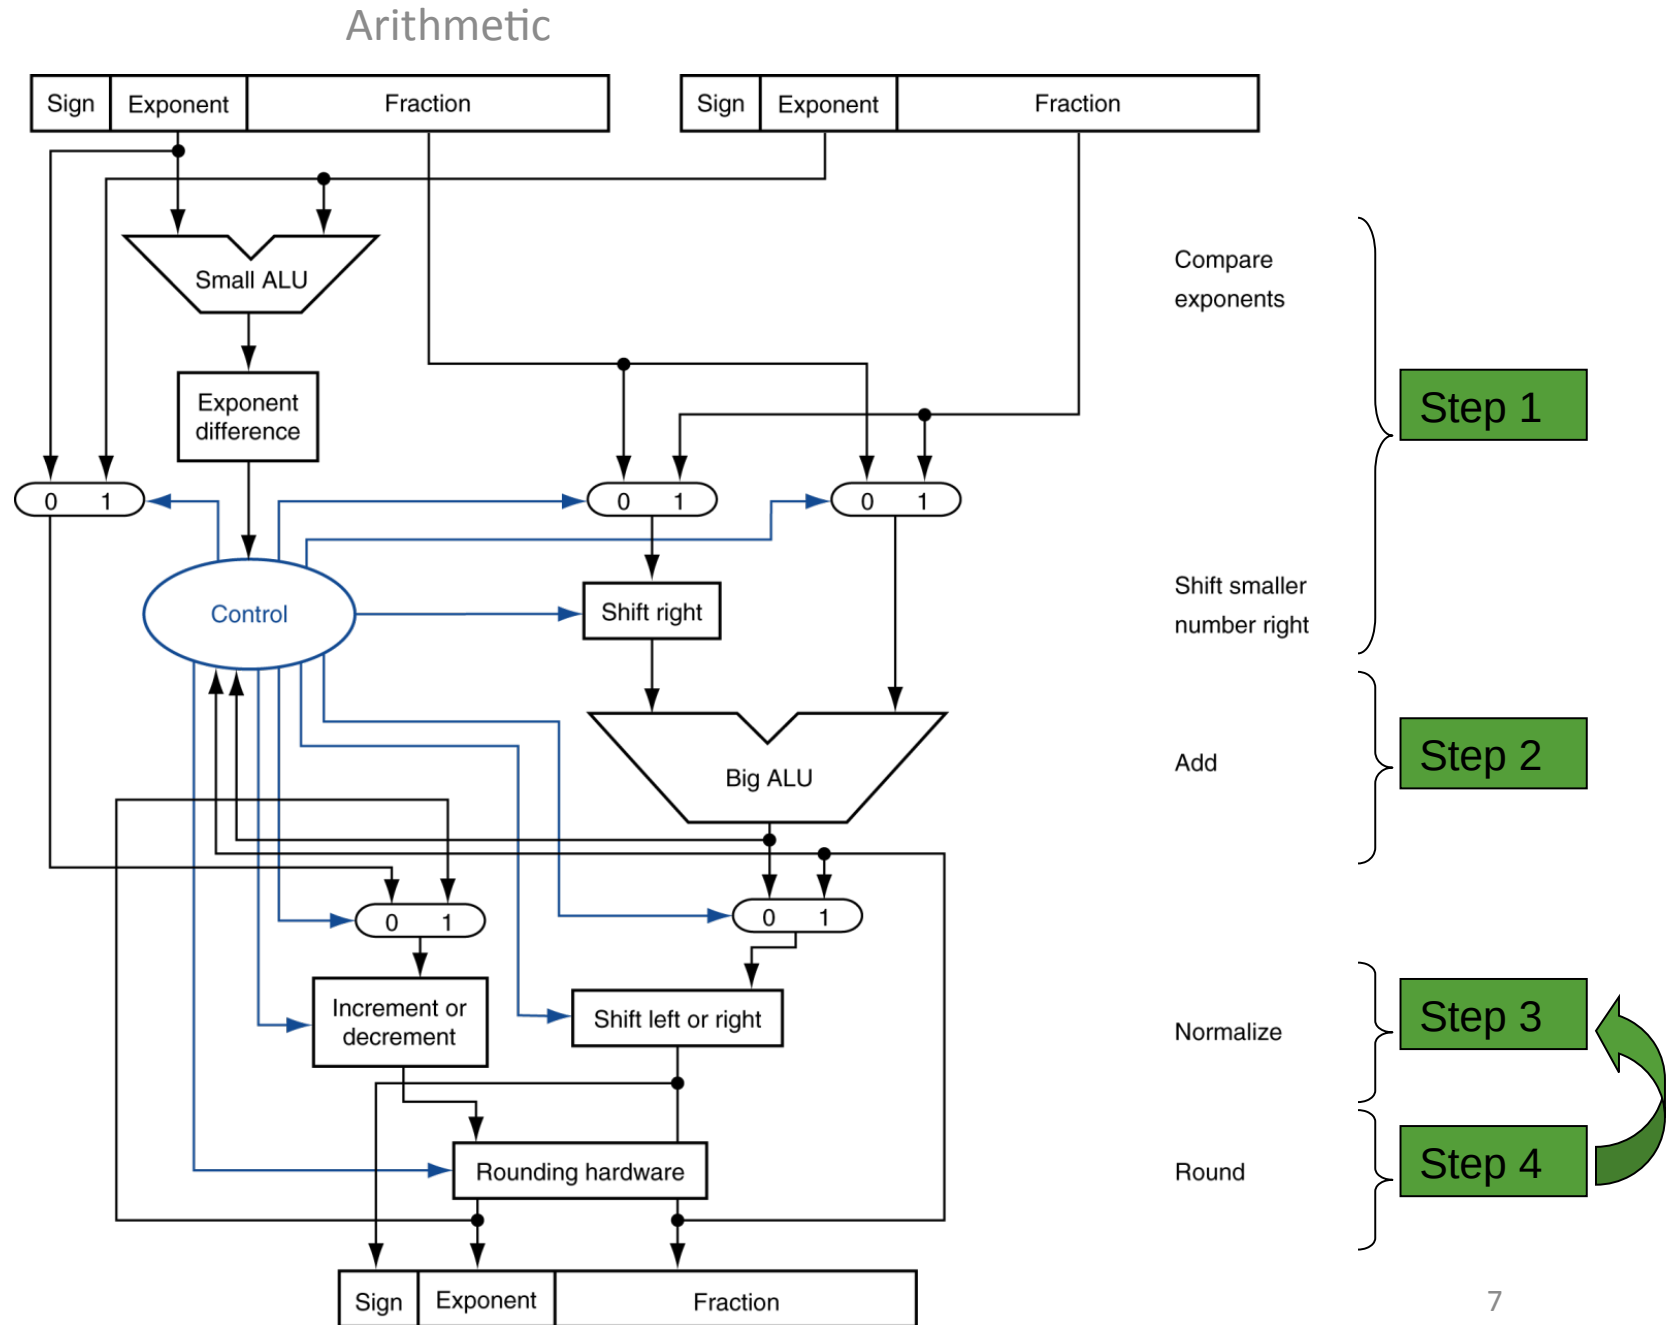 Arithmetic
Sign Exponent Fraction
Sign Exponent Fraction
Small ALU
Compare
exponents
Exponent
difference
Step 1
0 1
0 1
0 1
Control
Shift right
Shift smaller
number right
Big ALU
Add
Step 2
0 1
0 1
Increment or
decrement
Shift left or right
Normalize
Step 3
Rounding hardware
Round
Step 4
Sign Exponent Fraction
7